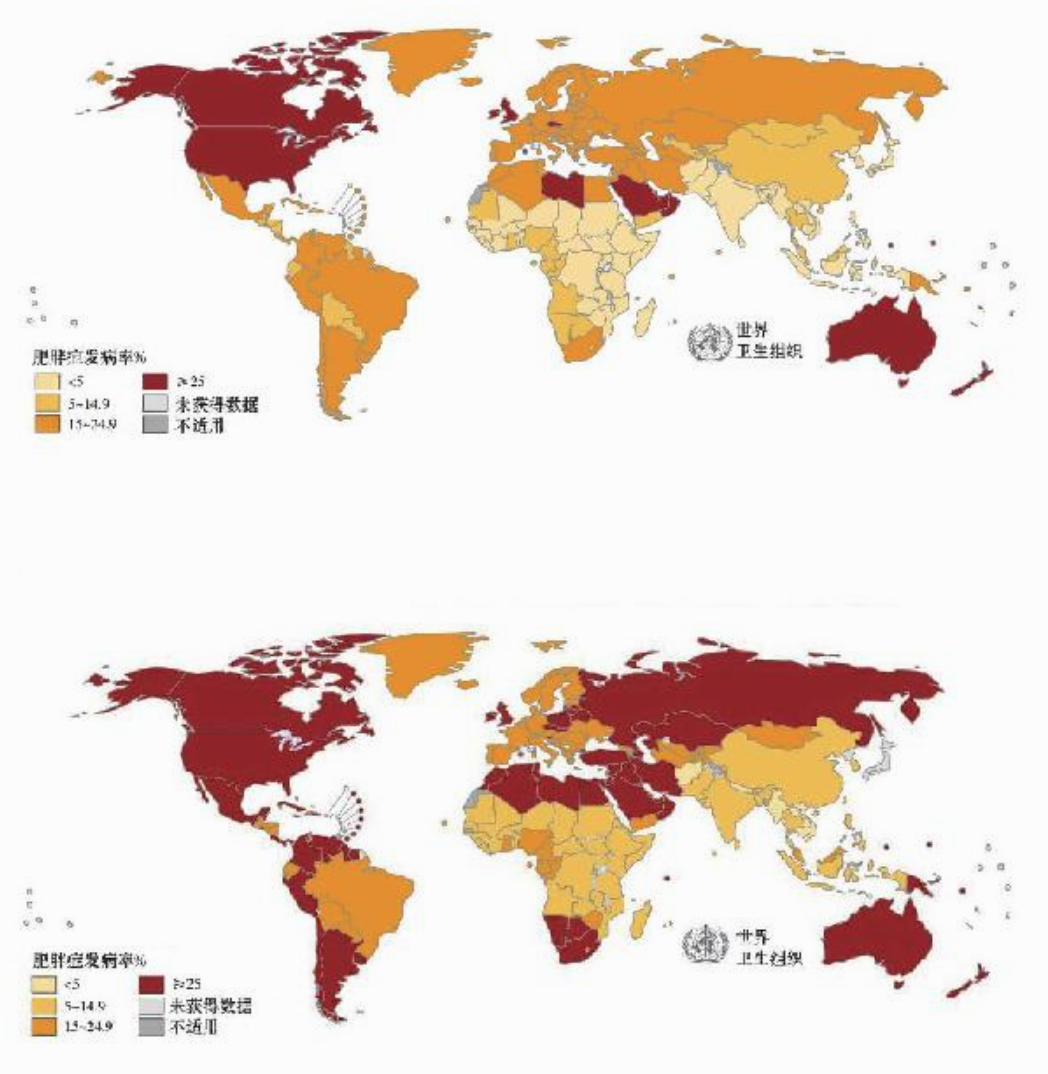 世界
卫生组织
肥胖症发病率%
<5
≥25
5~14.9
未获得数据
15~24.9
不适用
世界
卫生组织
肥胖症发病率%
<5
≥25
5~14.9
未获得数据
15~24.9
不适用